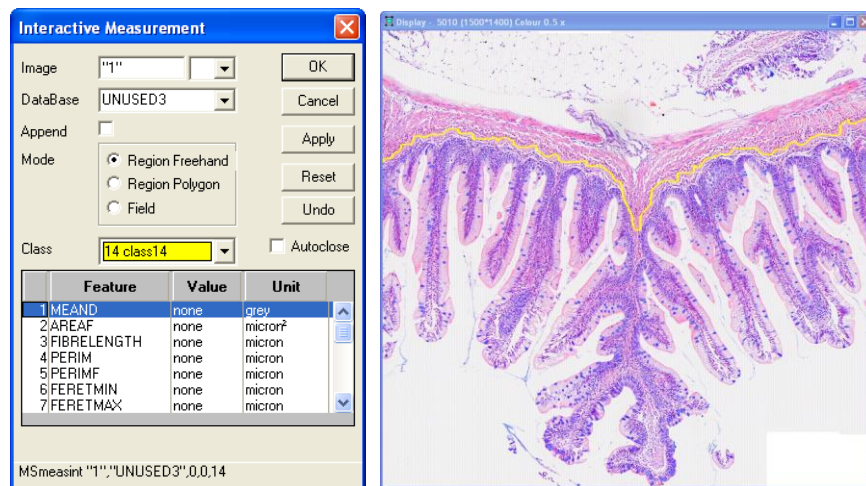 Interactive Measurement
Image "1" OK
DataBase UNUSED3 Cancel
Append Apply
Mode Region Freehand
Region Polygon Reset
Field Undo
Class 14 class14 Autoclose
Feature Value Unit
1 MEAND none grey
2 AREAF none micron²
3 FIBRELENGTH none micron
4 PERIM none micron
5 PERIMF none micron
6 FERETMIN none micron
7 FERETMAX none micron
MSmeasint "1","UNUSED3",0,0,14
Display - 5010 (1500*1400) Colour 0.5 x